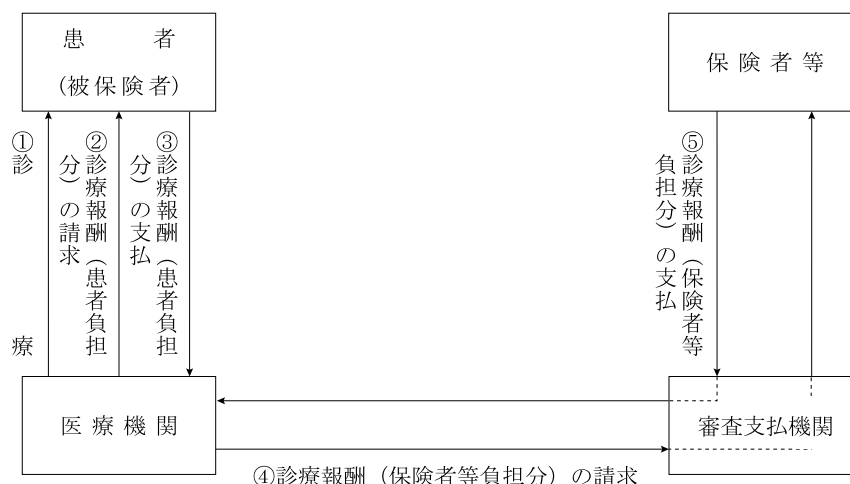 患者
(被保険者)
保険者等
①診療
②診療報酬(患者負担
分)の請求
③診療報酬(患者負担
分)の支払
⑤診療報酬(保険者等
負担分)の支払
医療機関
審査支払機関
④診療報酬(保険者等負担分)の請求